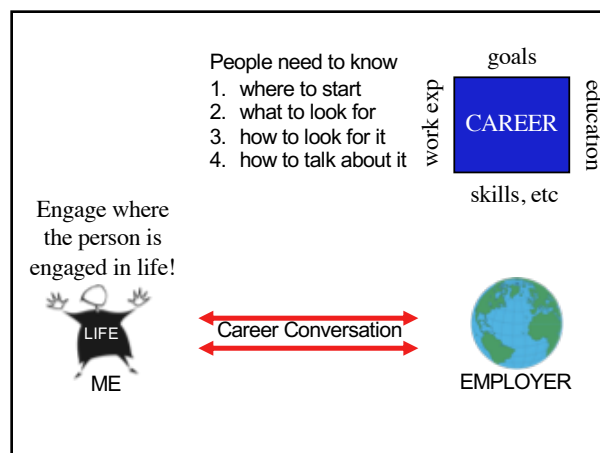 People need to know
1. where to start
2. what to look for
3. how to look for it
4. how to talk about it
goals
work exp
CAREER
education
skills, etc
Engage where
the person is
engaged in life!
LIFE
ME
Career Conversation
EMPLOYER